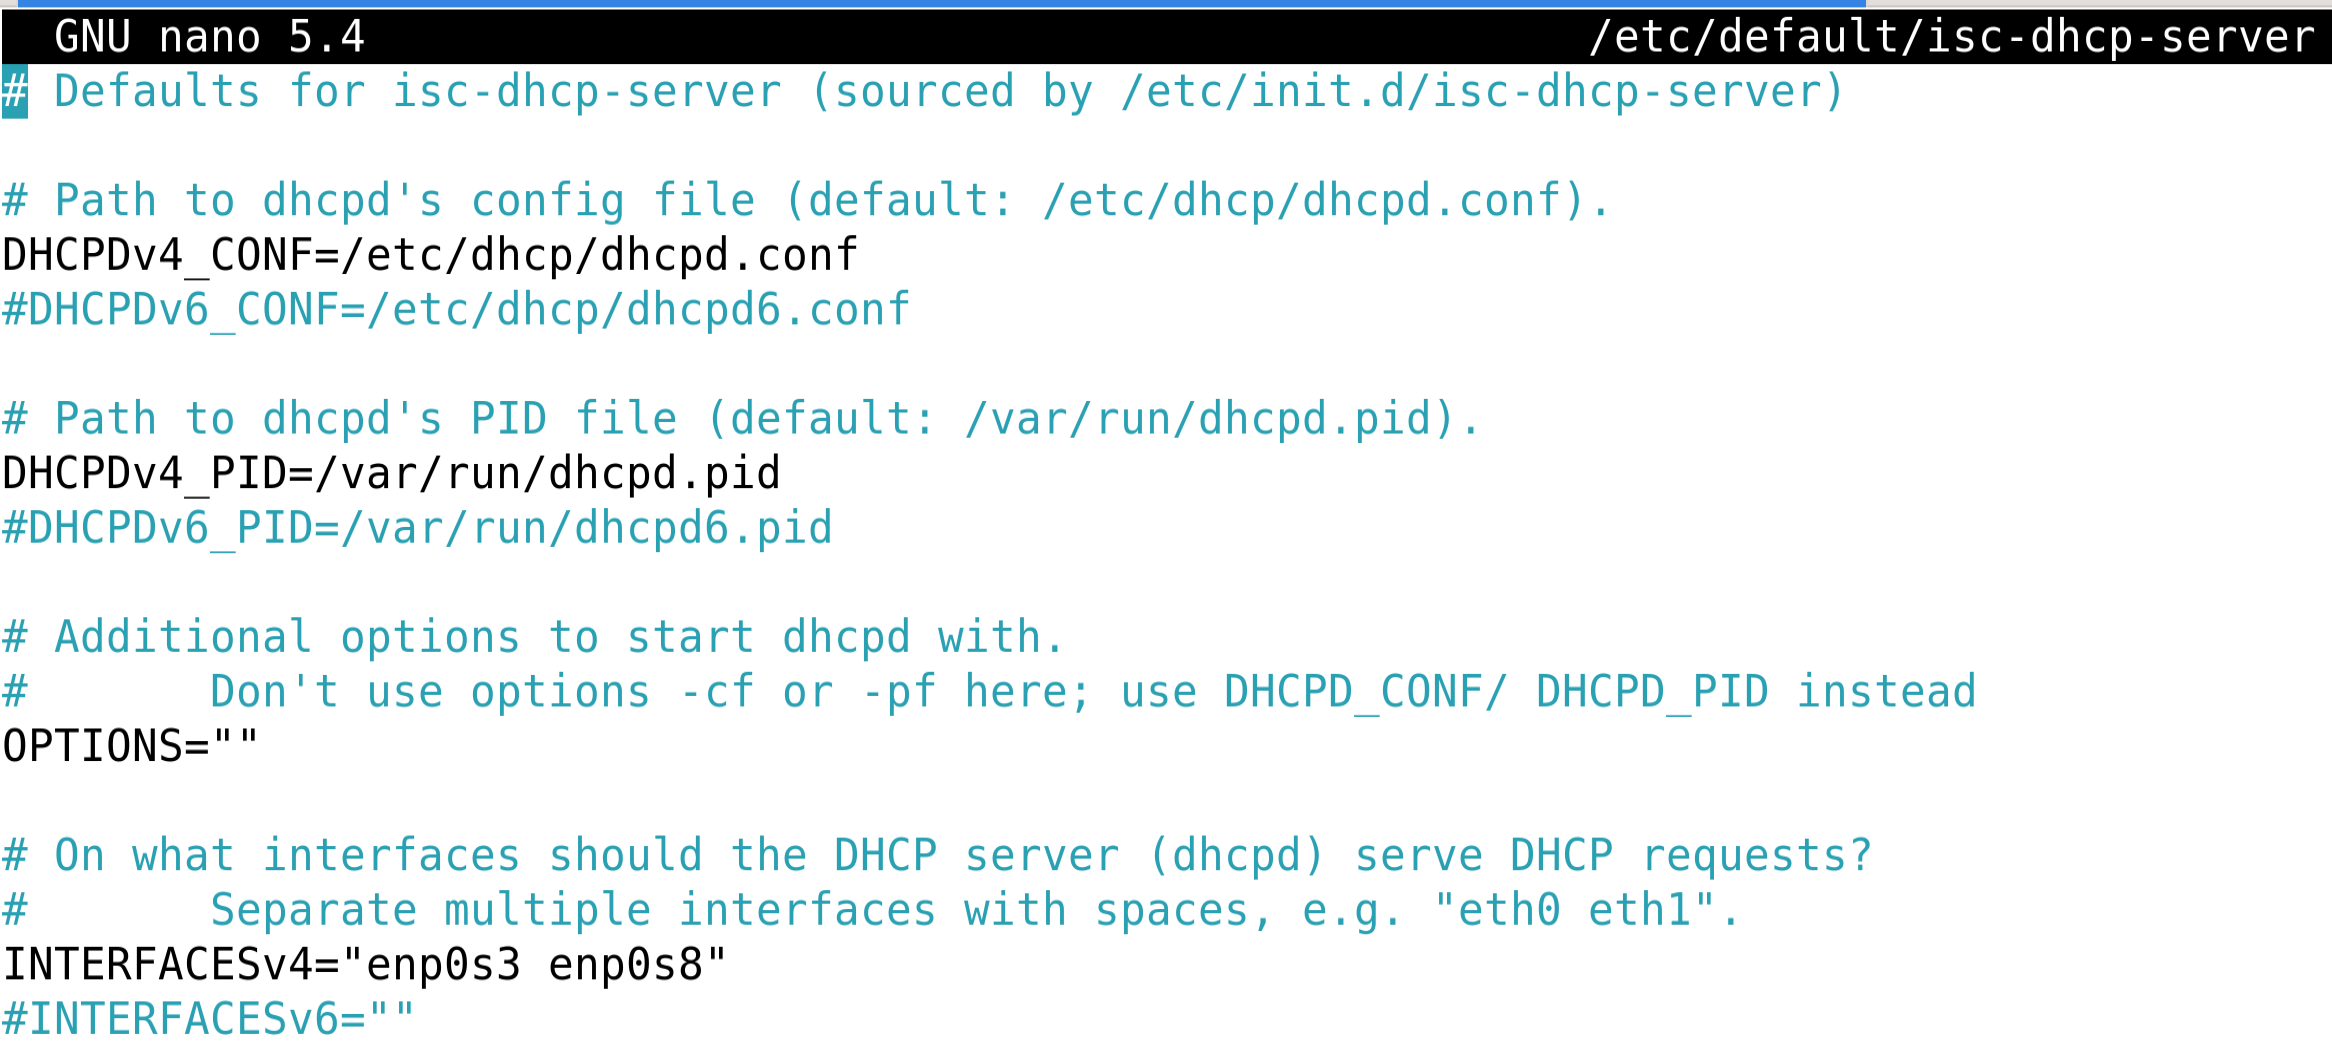 GNU nano 5.4 /etc/default/isc-dhcp-server
# Defaults for isc-dhcp-server (sourced by /etc/init.d/isc-dhcp-server)
# Path to dhcpd's config file (default: /etc/dhcp/dhcpd.conf).
DHCPDv4_CONF=/etc/dhcp/dhcpd.conf
#DHCPDv6_CONF=/etc/dhcp/dhcpd6.conf
# Path to dhcpd's PID file (default: /var/run/dhcpd.pid).
DHCPDv4_PID=/var/run/dhcpd.pid
#DHCPDv6_PID=/var/run/dhcpd6.pid
# Additional options to start dhcpd with.
#       Don't use options -cf or -pf here; use DHCPD_CONF/ DHCPD_PID instead
OPTIONS=""
# On what interfaces should the DHCP server (dhcpd) serve DHCP requests?
#       Separate multiple interfaces with spaces, e.g. "eth0 eth1".
INTERFACESv4="enp0s3 enp0s8"
#INTERFACESv6=""